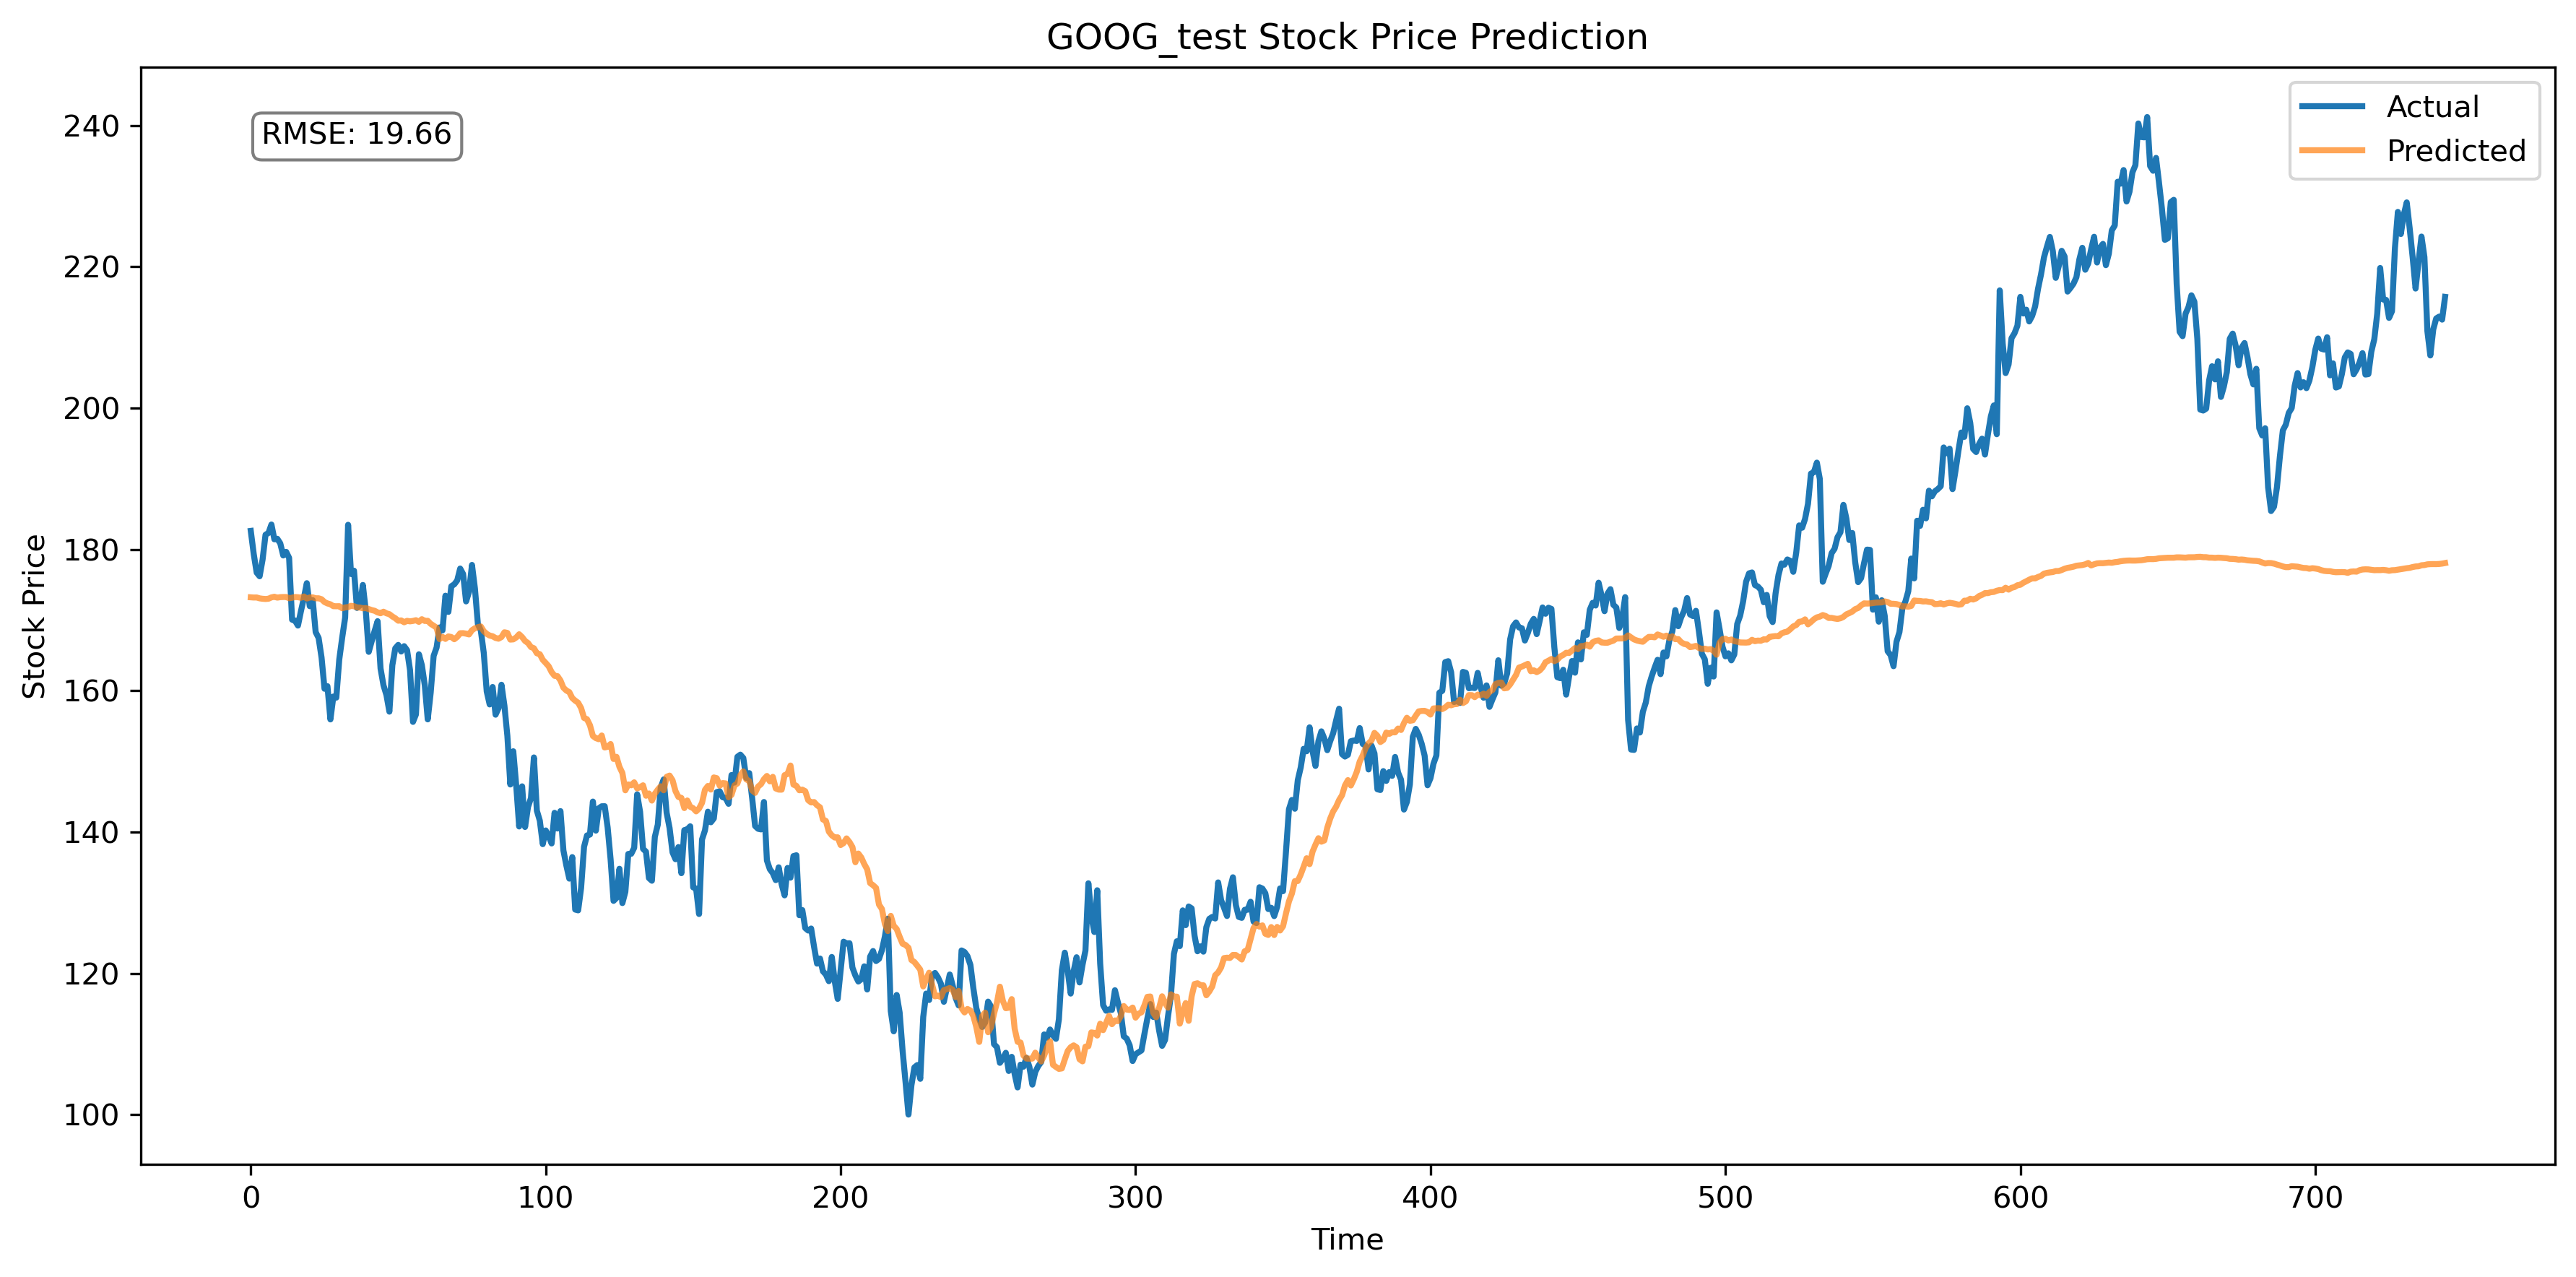 GOOG_test Stock Price Prediction
RMSE: 19.66
Actual
Predicted
Stock Price
240
220
200
180
160
140
120
100
0 100 200 300 400 500 600 700
Time